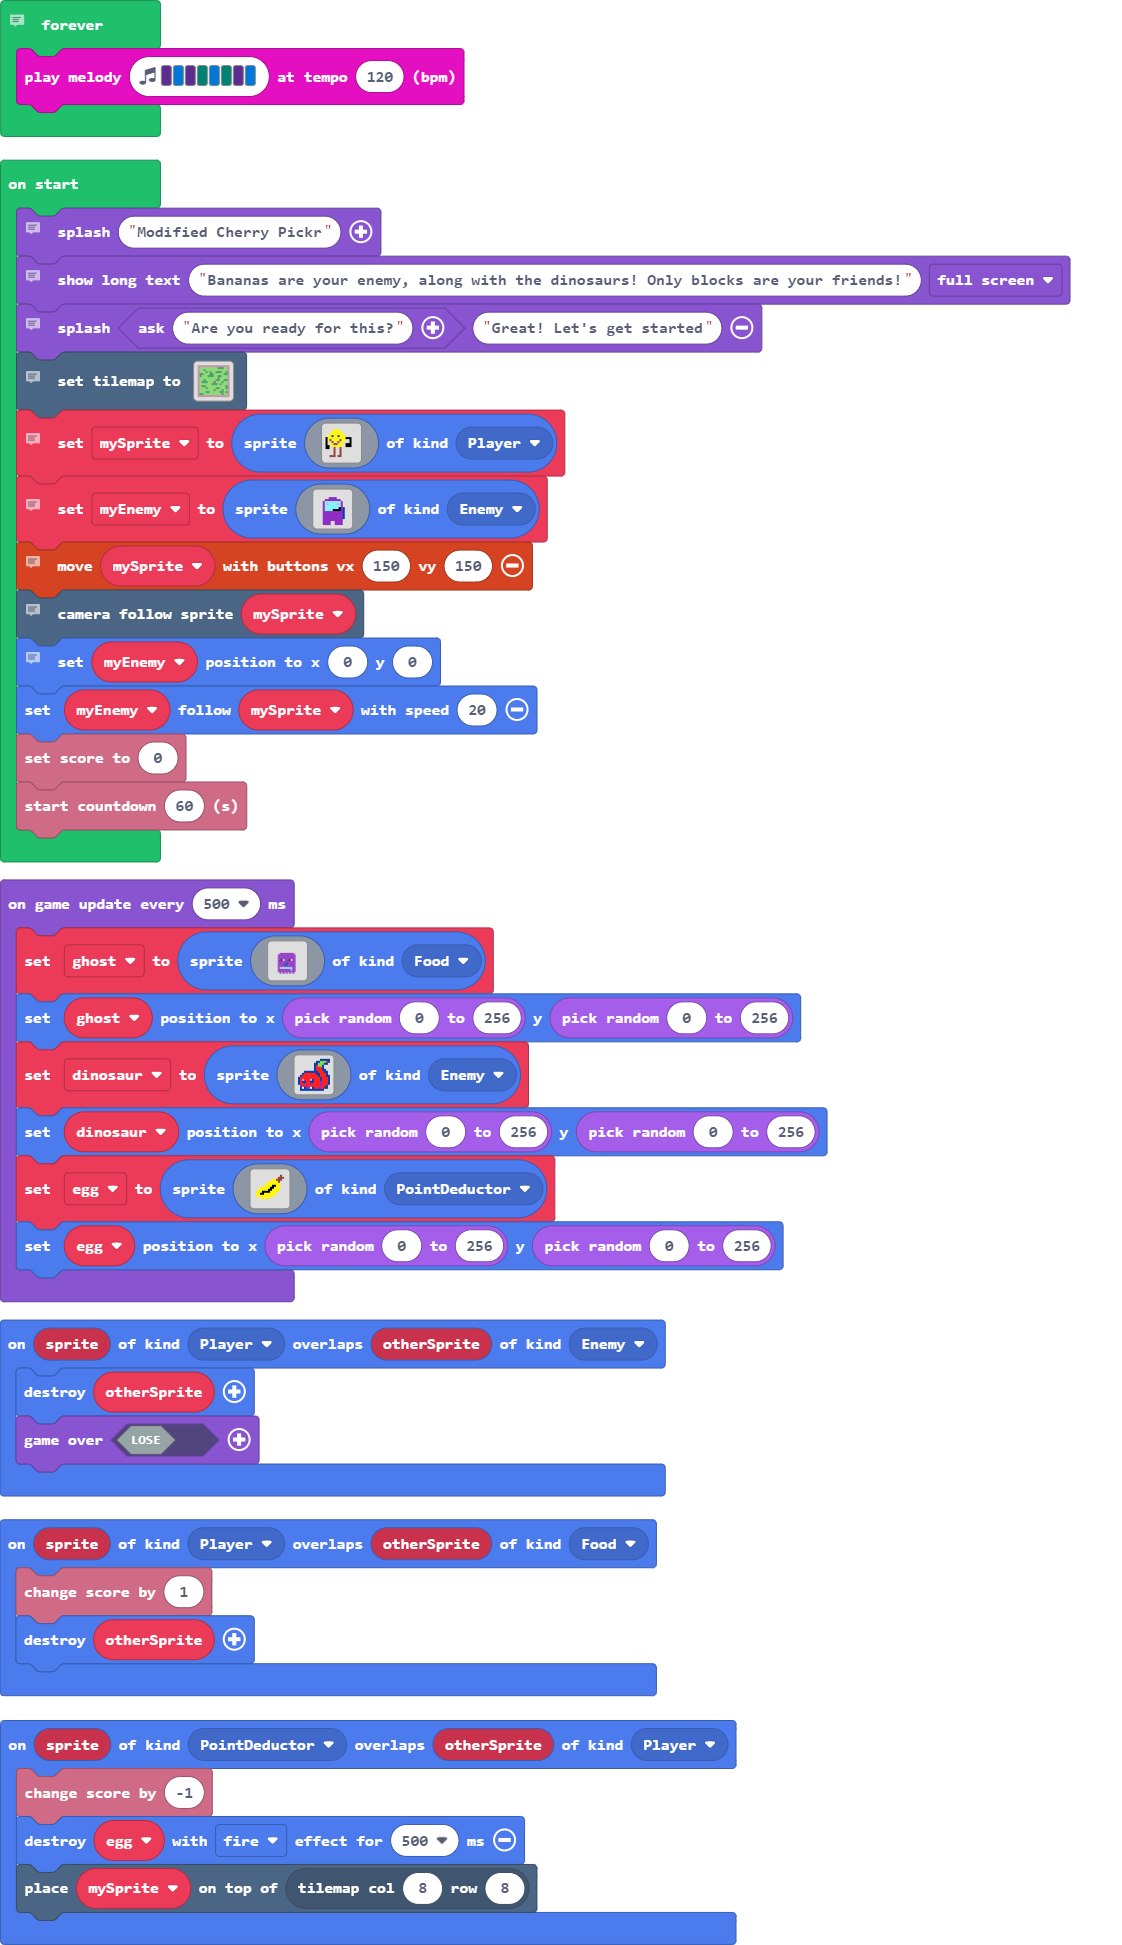 forever
play melody at tempo 120 (bpm)
on start
splash "Modified Cherry Pickr"
show long text "Bananas are your enemy, along with the dinosaurs! Only blocks are your friends!" full screen
splash ask "Are you ready for this?" "Great! Let's get started"
set tilemap to
set mySprite to sprite of kind Player
set myEnemy to sprite of kind Enemy
move mySprite with buttons vx 150 vy 150
camera follow sprite mySprite
set myEnemy position to x 0 y 0
set myEnemy follow mySprite with speed 20
set score to 0
start countdown 60 (s)
on game update every 500 ms
set ghost to sprite of kind Food
set ghost position to x pick random 0 to 256 y pick random 0 to 256
set dinosaur to sprite of kind Enemy
set dinosaur position to x pick random 0 to 256 y pick random 0 to 256
set egg to sprite of kind PointDeductor
set egg position to x pick random 0 to 256 y pick random 0 to 256
on sprite of kind Player overlaps otherSprite of kind Enemy
destroy otherSprite
game over LOSE
on sprite of kind Player overlaps otherSprite of kind Food
change score by 1
destroy otherSprite
on sprite of kind PointDeductor overlaps otherSprite of kind Player
change score by -1
destroy egg with fire effect for 500 ms
place mySprite on top of tilemap col 8 row 8